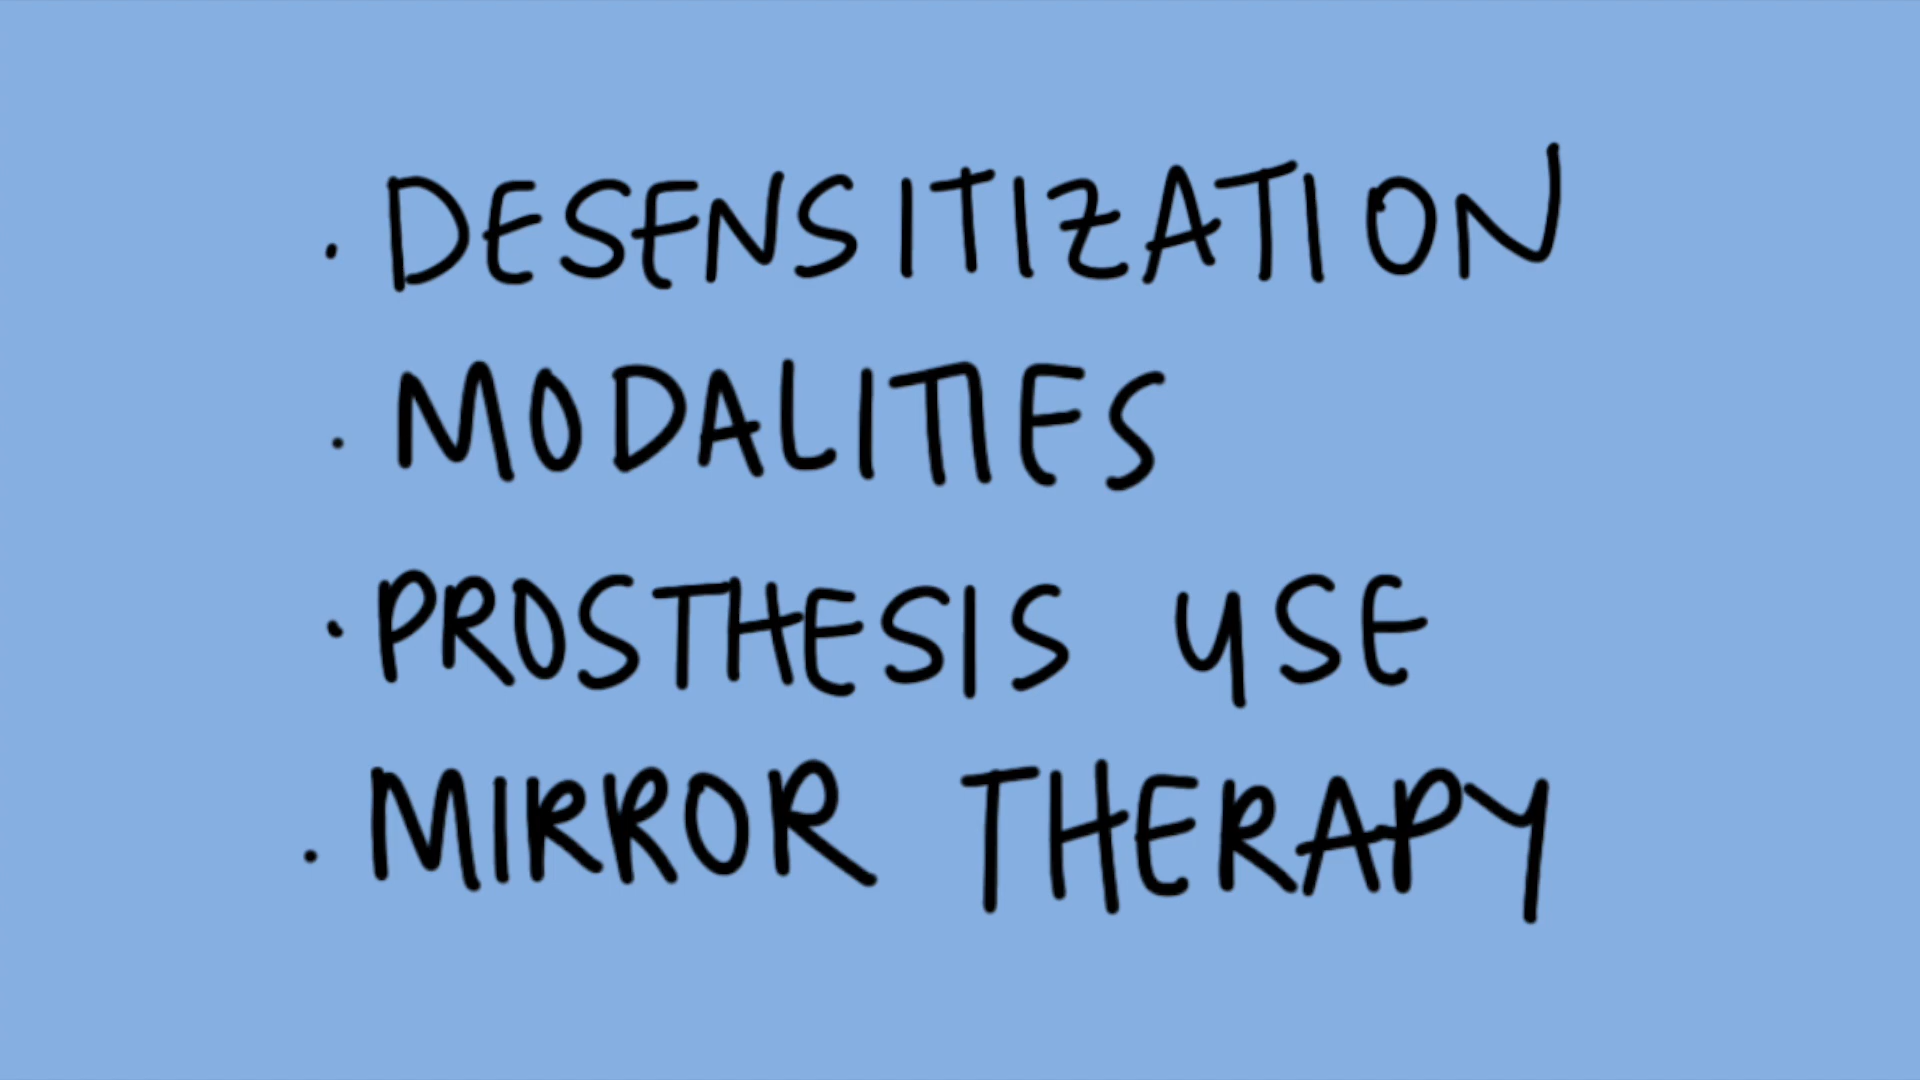 · DESENSITIZATION
· MODALITIES
· PROSTHESIS USE
· MIRROR THERAPY